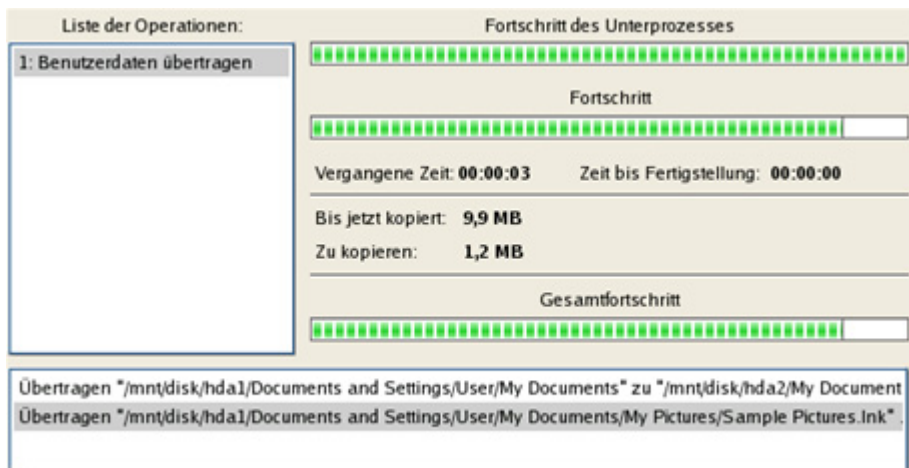 Liste der Operationen:
1: Benutzerdaten übertragen
Fortschritt des Unterprozesses
Fortschritt
Vergangene Zeit: 00:00:03 Zeit bis Fertigstellung: 00:00:00
Bis jetzt kopiert: 9,9 MB
Zu kopieren: 1,2 MB
Gesamtfortschritt
Übertragen "/mnt/disk/hda1/Documents and Settings/User/My Documents" zu "/mnt/disk/hda2/My Document
Übertragen "/mnt/disk/hda1/Documents and Settings/User/My Documents/My Pictures/Sample Pictures.lnk" .